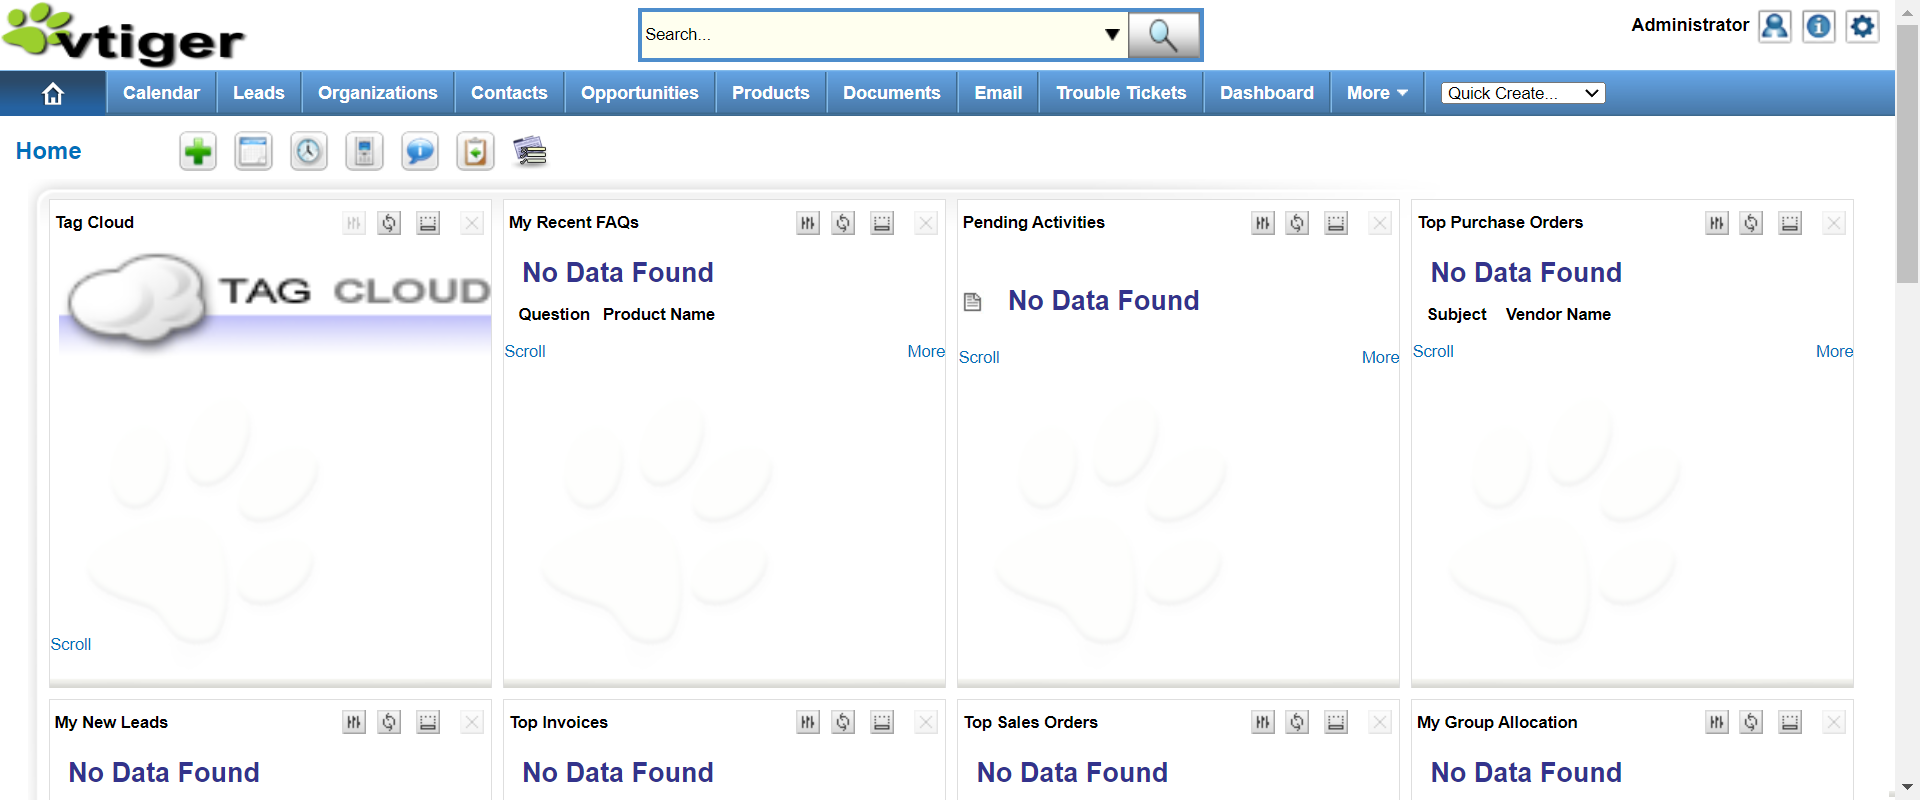 vtiger
Search...
Administrator
Calendar Leads Organizations Contacts Opportunities Products Documents Email Trouble Tickets Dashboard More Quick Create...
Home
Tag Cloud
TAG CLOUD
Scroll
My Recent FAQs
No Data Found
Question Product Name
Scroll More
Pending Activities
No Data Found
Scroll More
Top Purchase Orders
No Data Found
Subject Vendor Name
Scroll More
My New Leads
No Data Found
Top Invoices
No Data Found
Top Sales Orders
No Data Found
My Group Allocation
No Data Found